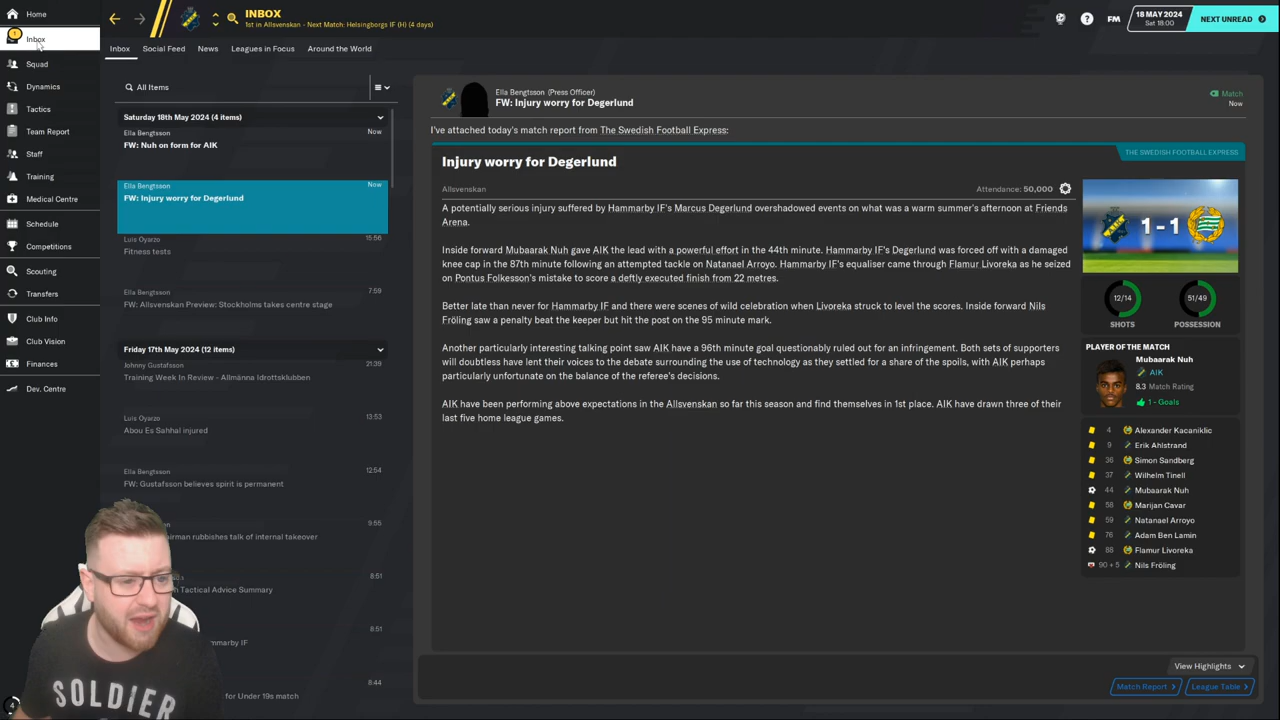 Home
Inbox
Squad
Dynamics
Tactics
Team Report
Staff
Training
Medical Centre
Schedule
Competitions
Scouting
Transfers
Club Info
Club Vision
Finances
Dev. Centre
INBOX
1st in Allsvenskan - Next Match: Helsingborgs IF (H) (4 days)
FM
18 MAY 2024
Sat 18:00
NEXT UNREAD
Inbox
Social Feed
News
Leagues in Focus
Around the World
All Items
Saturday 18th May 2024 (4 items)
Ella Bengtsson
Now
FW: Nuh on form for AIK
Ella Bengtsson
Now
FW: Injury worry for Degerlund
Luis Oyarzo
15:56
Fitness tests
Ella Bengtsson
7:59
FW: Allsvenskan Preview: Stockholms takes centre stage
Friday 17th May 2024 (12 items)
Johnny Gustafsson
21:39
Training Week In Review - Allmänna Idrottsklubben
Luis Oyarzo
13:53
Abou Es Sahhal injured
Ella Bengtsson
12:54
FW: Gustafsson believes spirit is permanent
9:55
rubbishes talk of internal takeover
8:51
Tactical Advice Summary
8:51
IF
8:44
for Under 19s match
Ella Bengtsson (Press Officer)
FW: Injury worry for Degerlund
Match
Now
I've attached today's match report from The Swedish Football Express:
THE SWEDISH FOOTBALL EXPRESS
Injury worry for Degerlund
Allsvenskan
Attendance: 50,000
A potentially serious injury suffered by Hammarby IF's Marcus Degerlund overshadowed events on what was a warm summer's afternoon at Friends
Arena.
Inside forward Mubaarak Nuh gave AIK the lead with a powerful effort in the 44th minute. Hammarby IF's Degerlund was forced off with a damaged
knee cap in the 87th minute following an attempted tackle on Natanael Arroyo. Hammarby IF's equaliser came through Flamur Livoreka as he seized
on Pontus Folkesson's mistake to score a deftly executed finish from 22 metres.
Better late than never for Hammarby IF and there were scenes of wild celebration when Livoreka struck to level the scores. Inside forward Nils
Fröling saw a penalty beat the keeper but hit the post on the 95 minute mark.
Another particularly interesting talking point saw AIK have a 96th minute goal questionably ruled out for an infringement. Both sets of supporters
will doubtless have lent their voices to the debate surrounding the use of technology as they settled for a share of the spoils, with AIK perhaps
particularly unfortunate on the balance of the referee's decisions.
AIK have been performing above expectations in the Allsvenskan so far this season and find themselves in 1st place. AIK have drawn three of their
last five home league games.
1 - 1
12/14
SHOTS
51/49
POSSESSION
PLAYER OF THE MATCH
Mubaarak Nuh
AIK
8.3 Match Rating
1 - Goals
4 Alexander Kacaniklic
9 Erik Ahlstrand
36 Simon Sandberg
37 Wilhelm Tinell
44 Mubaarak Nuh
58 Marijan Cavar
59 Natanael Arroyo
76 Adam Ben Lamin
88 Flamur Livoreka
90 + 5 Nils Fröling
View Highlights
Match Report
League Table
SOLDIER
4